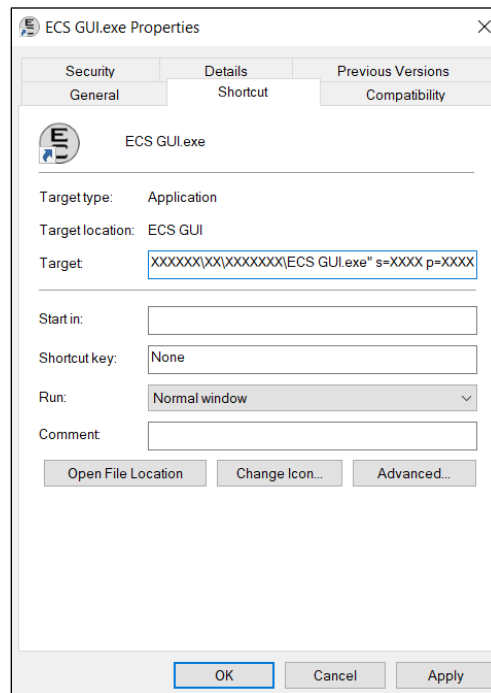 ECS GUI.exe Properties
Security Details Previous Versions
General Shortcut Compatibility
ECS GUI.exe
Target type: Application
Target location: ECS GUI
Target: XXXXXX\XX\XXXXXXX\ECS GUI.exe" s=XXXX p=XXXX
Start in:
Shortcut key: None
Run: Normal window
Comment:
Open File Location Change Icon... Advanced...
OK Cancel Apply